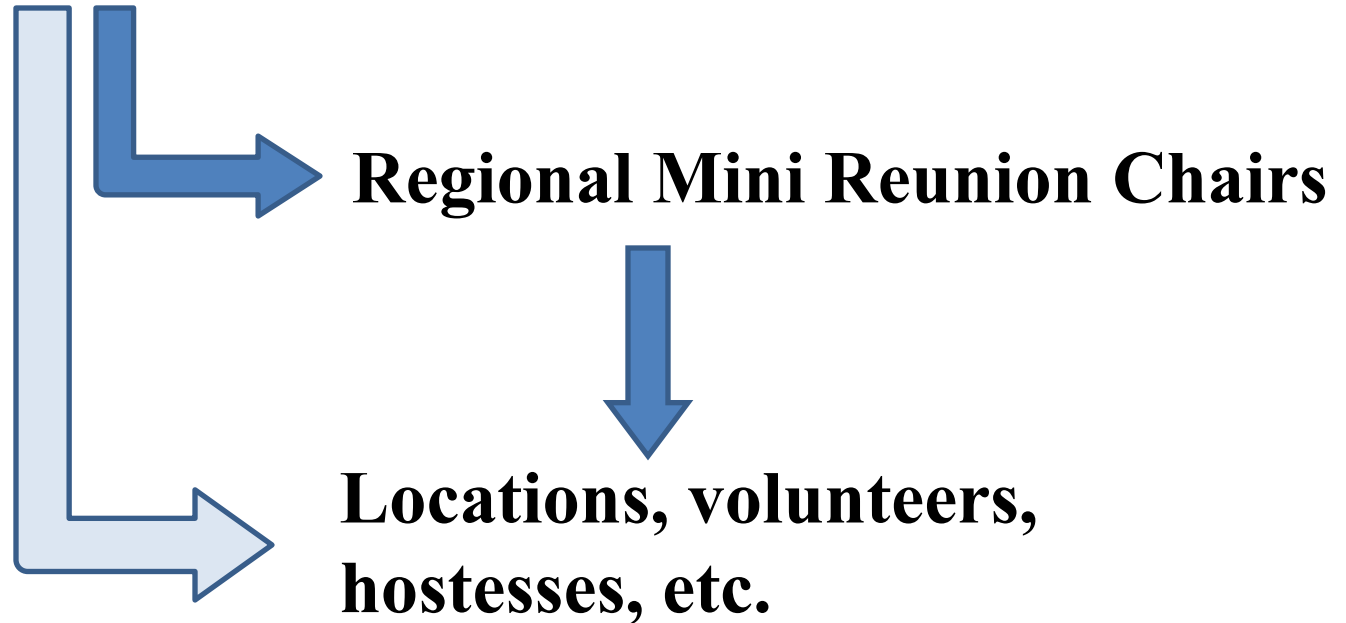 Regional Mini Reunion Chairs
Locations, volunteers,
hostesses, etc.